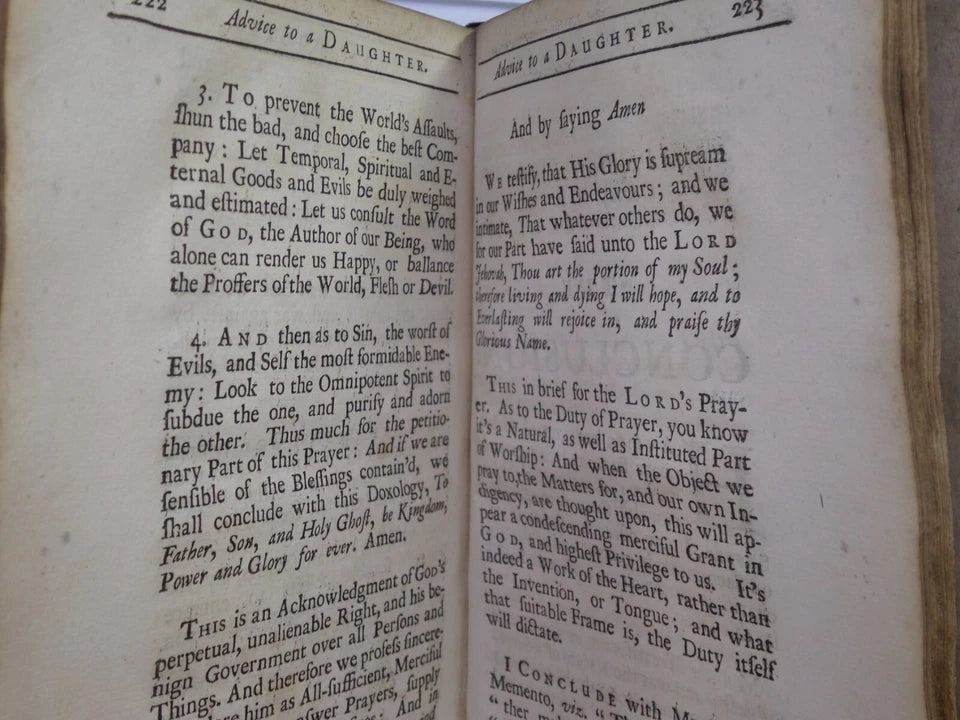 222
Advice to a DAUGHTER.
3. To prevent the World's Aſſaults,
ſhun the bad, and chooſe the beſt Com-
pany: Let Temporal, Spiritual and E-
ternal Goods and Evils be duly weighed
and eſtimated: Let us conſult the Word
of GOD, the Author of our Being, who
alone can render us Happy, or ballance
the Proffers of the World, Fleſh or Devil.
4. AND then as to Sin, the worſt of
Evils, and Self the moſt formidable Ene-
my: Look to the Omnipotent Spirit to
ſubdue the one, and purify and adorn
the other. Thus much for the petitio-
nary Part of this Prayer: And if we are
ſenſible of the Bleſſings contain'd, we
ſhall conclude with this Doxology, To
Father, Son, and Holy Ghoſt, be Kingdom,
Power and Glory for ever. Amen.
THIS is an Acknowledgment of GOD's
perpetual, unalienable Right, and his be-
nign Government over all Perſons and
Things. And therefore we profeſs ſincere-
him as All-ſufficient, Merciful
Prayers, ſupply
And in
223
Advice to a DAUGHTER.
And by ſaying Amen
WE teſtify, that His Glory is ſupream
in our Wiſhes and Endeavours; and we
intimate, That whatever others do, we
for our Part have ſaid unto the LORD
Jehovah, Thou art the portion of my Soul;
therefore living and dying I will hope, and to
Everlaſting will rejoice in, and praiſe thy
Glorious Name.
THIS in brief for the LORD's Pray-
er. As to the Duty of Prayer, you know
it's a Natural, as well as Inſtituted Part
of Worſhip: And when the Object we
pray to, the Matters for, and our own In-
digency, are thought upon, this will ap-
pear a condeſcending merciful Grant in
GOD, and higheſt Privilege to us. It's
indeed a Work of the Heart, rather than
the Invention, or Tongue; and what
that ſuitable Frame is, the Duty itſelf
will dictate.
I CONCLUDE with
Memento, viz. "
" ther